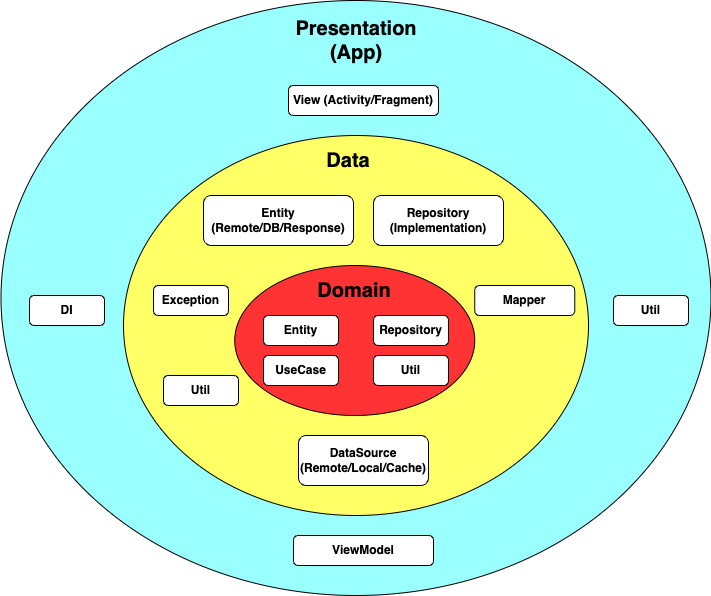 Presentation
(App)
View (Activity/Fragment)
Data
Entity
(Remote/DB/Response)
Repository
(Implementation)
Domain
Exception
Mapper
DI
Util
Entity
Repository
UseCase
Util
Util
DataSource
(Remote/Local/Cache)
ViewModel